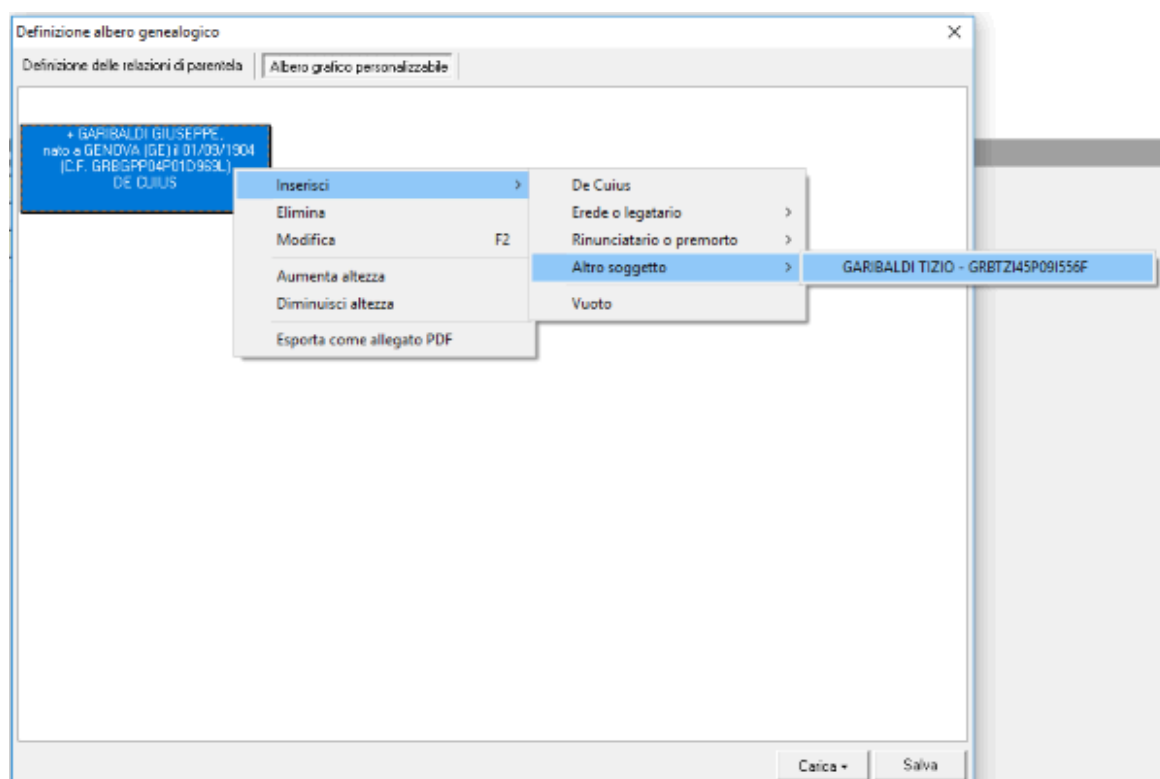 Definizione albero genealogico
Definizione delle relazioni di parentela
Albero grafico personalizzabile
+ GARIBALDI GIUSEPPE,
nato a GENOVA (GE) il 01/09/1904
(C.F. GRBGPP04P01D969L)
DE CUIUS
Inserisci
Elimina
Modifica F2
Aumenta altezza
Diminuisci altezza
Esporta come allegato PDF
De Cuius
Erede o legatario
Rinunciatario o premorto
Altro soggetto
Vuoto
GARIBALDI TIZIO - GRBTZI45P09I556F
Carica
Salva